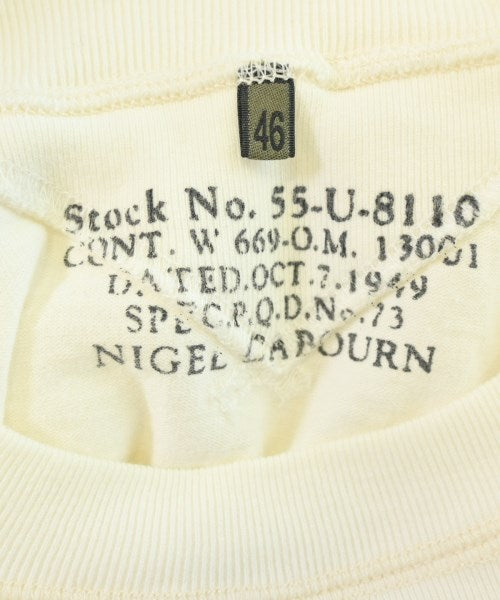 46
Stock No. 55-U-8110
CONT. W 669-O.M. 13001
DATED.OCT.7.1949
SPEC.P.Q.D.No.73
NIGEL CABOURN